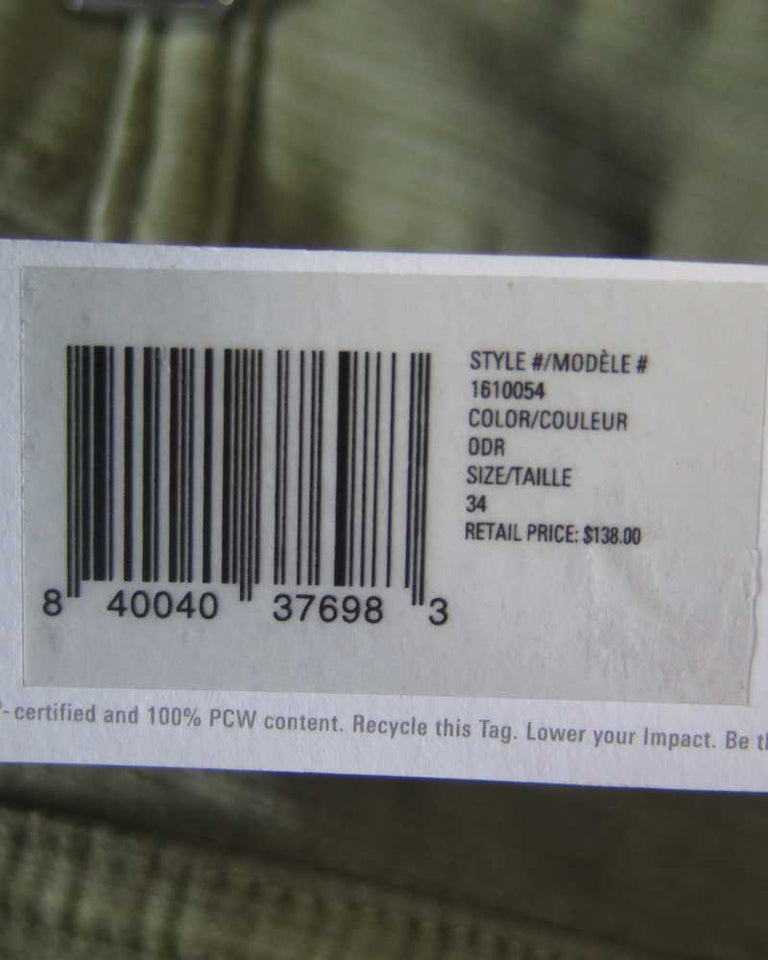 STYLE #/MODÈLE #
1610054
COLOR/COULEUR
ODR
SIZE/TAILLE
34
RETAIL PRICE: $138.00
8 40040 37698 3
-certified and 100% PCW content. Recycle this Tag. Lower your Impact. Be